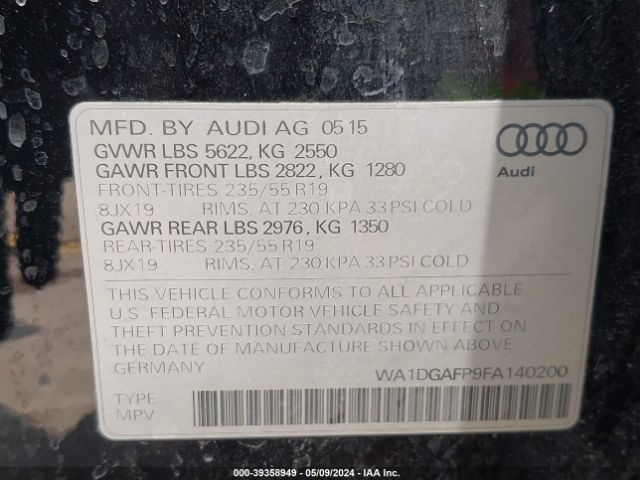 MFD. BY AUDI AG 05 15
GVWR LBS 5622, KG 2550
GAWR FRONT LBS 2822, KG 1280
FRONT-TIRES 235/55 R19
8JX19 RIMS, AT 230 KPA 33 PSI COLD
GAWR REAR LBS 2976, KG 1350
REAR-TIRES 235/55 R19
8JX19 RIMS, AT 230 KPA 33 PSI COLD
Audi
THIS VEHICLE CONFORMS TO ALL APPLICABLE
U.S. FEDERAL MOTOR VEHICLE SAFETY AND
THEFT PREVENTION STANDARDS IN EFFECT ON
THE DATE OF MANUFACTURE SHOWN ABOVE.
GERMANY WA1DGAFP9FA140200
TYPE
MPV
000-39358949 - 05/09/2024 - IAA Inc.